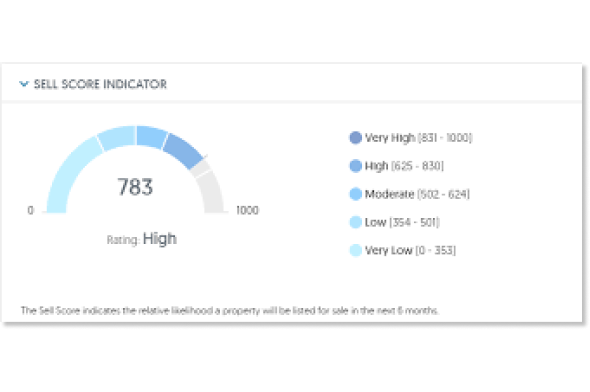 SELL SCORE INDICATOR
783
0
1000
Rating: High
Very High (831 - 1000)
High (625 - 830)
Moderate (502 - 624)
Low (354 - 501)
Very Low (0 - 353)
The Sell Score indicates the relative likelihood a property will be listed for sale in the next 6 months.